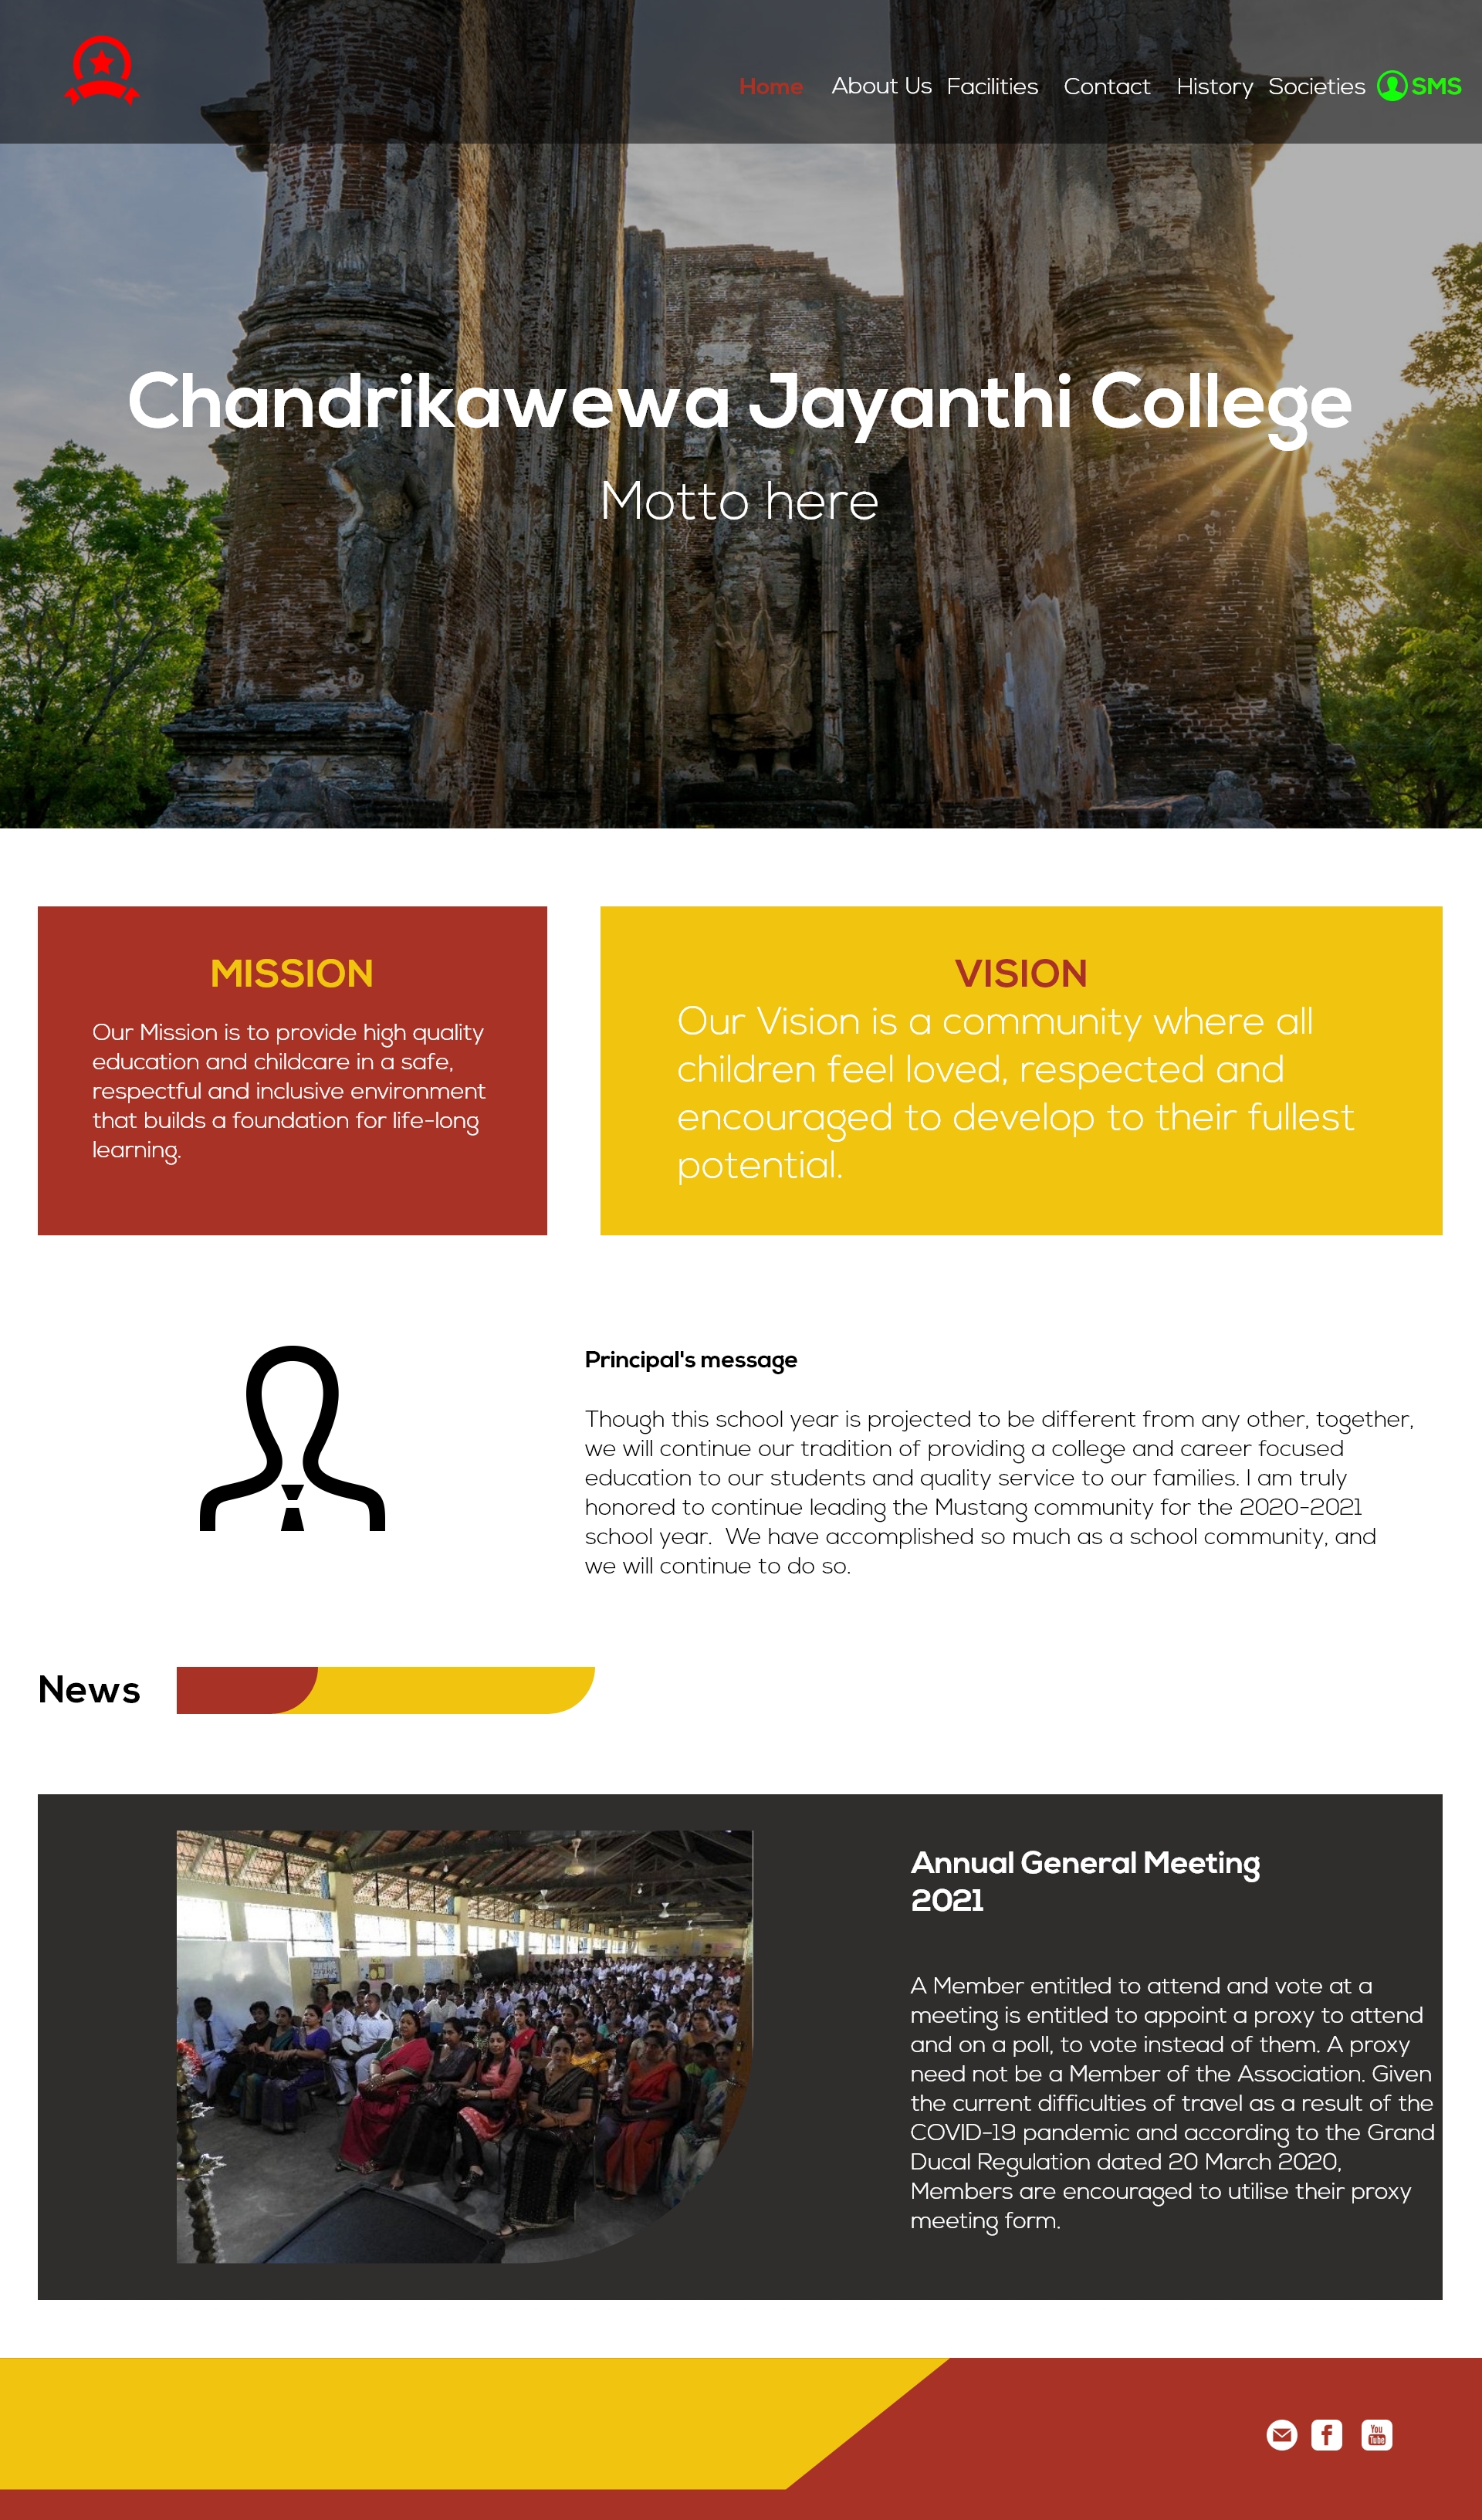 Home About Us Facilities Contact History Societies SMS
Chandrikawewa Jayanthi College
Motto here
MISSION
Our Mission is to provide high quality
education and childcare in a safe,
respectful and inclusive environment
that builds a foundation for life-long
learning.
VISION
Our Vision is a community where all
children feel loved, respected and
encouraged to develop to their fullest
potential.
Principal's message
Though this school year is projected to be different from any other, together,
we will continue our tradition of providing a college and career focused
education to our students and quality service to our families. I am truly
honored to continue leading the Mustang community for the 2020-2021
school year.  We have accomplished so much as a school community, and
we will continue to do so.
News
Annual General Meeting
2021
A Member entitled to attend and vote at a
meeting is entitled to appoint a proxy to attend
and on a poll, to vote instead of them. A proxy
need not be a Member of the Association. Given
the current difficulties of travel as a result of the
COVID-19 pandemic and according to the Grand
Ducal Regulation dated 20 March 2020,
Members are encouraged to utilise their proxy
meeting form.
You
Tube